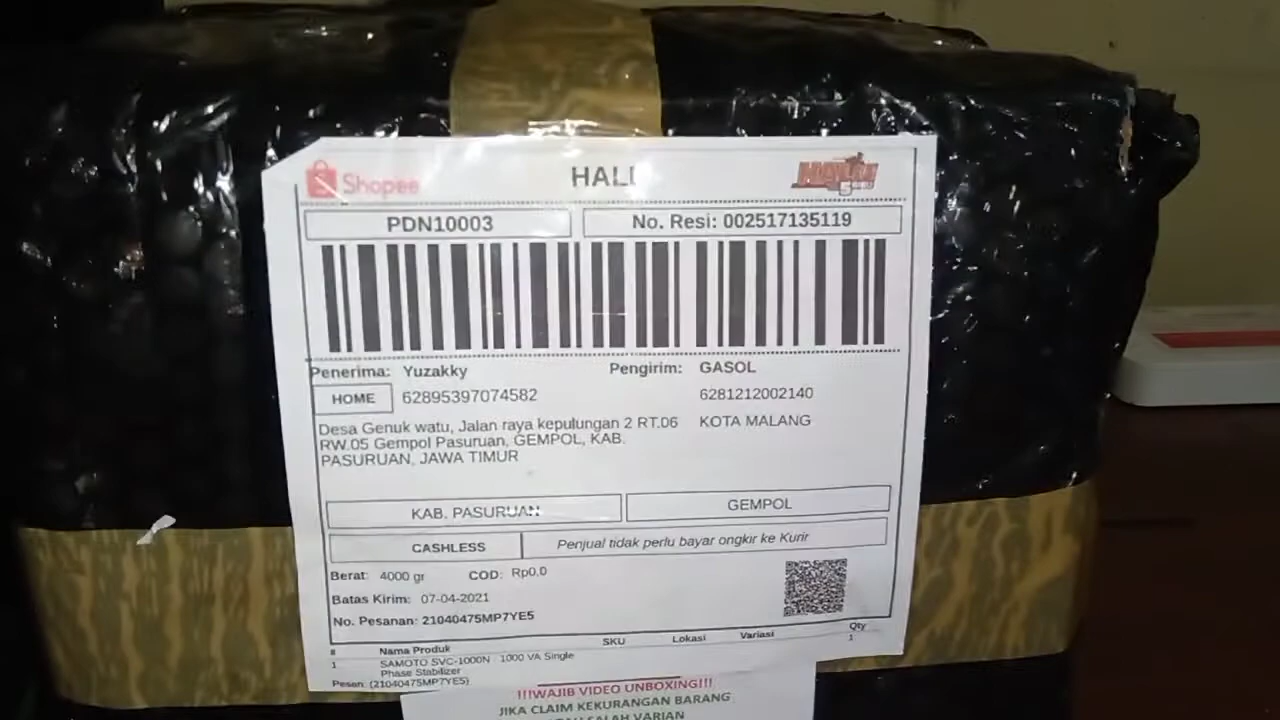 Shopee
HALU
PDN10003
No. Resi: 002517135119
Penerima: Yuzakky
Pengirim: GASOL
HOME
62895397074582
6281212002140
Desa Genuk watu, Jalan raya kepulungan 2 RT.06
KOTA MALANG
RW.05 Gempol Pasuruan, GEMPOL, KAB.
PASURUAN, JAWA TIMUR
KAB. PASURUAN
GEMPOL
CASHLESS
Penjual tidak perlu bayar ongkir ke Kurir
Berat: 4000 gr
COD: Rp0,0
Batas Kirim: 07-04-2021
No. Pesanan: 21040475MP7YE5
# Nama Produk SKU Lokasi Variasi Qty
1 SAMOTO SVC-1000N 1000 VA Single 1
Phase Stabilizer
Pesan: (21040475MP7YE5)
!!!WAJIB VIDEO UNBOXING!!!
JIKA CLAIM KEKURANGAN BARANG
SALAH VARIAN